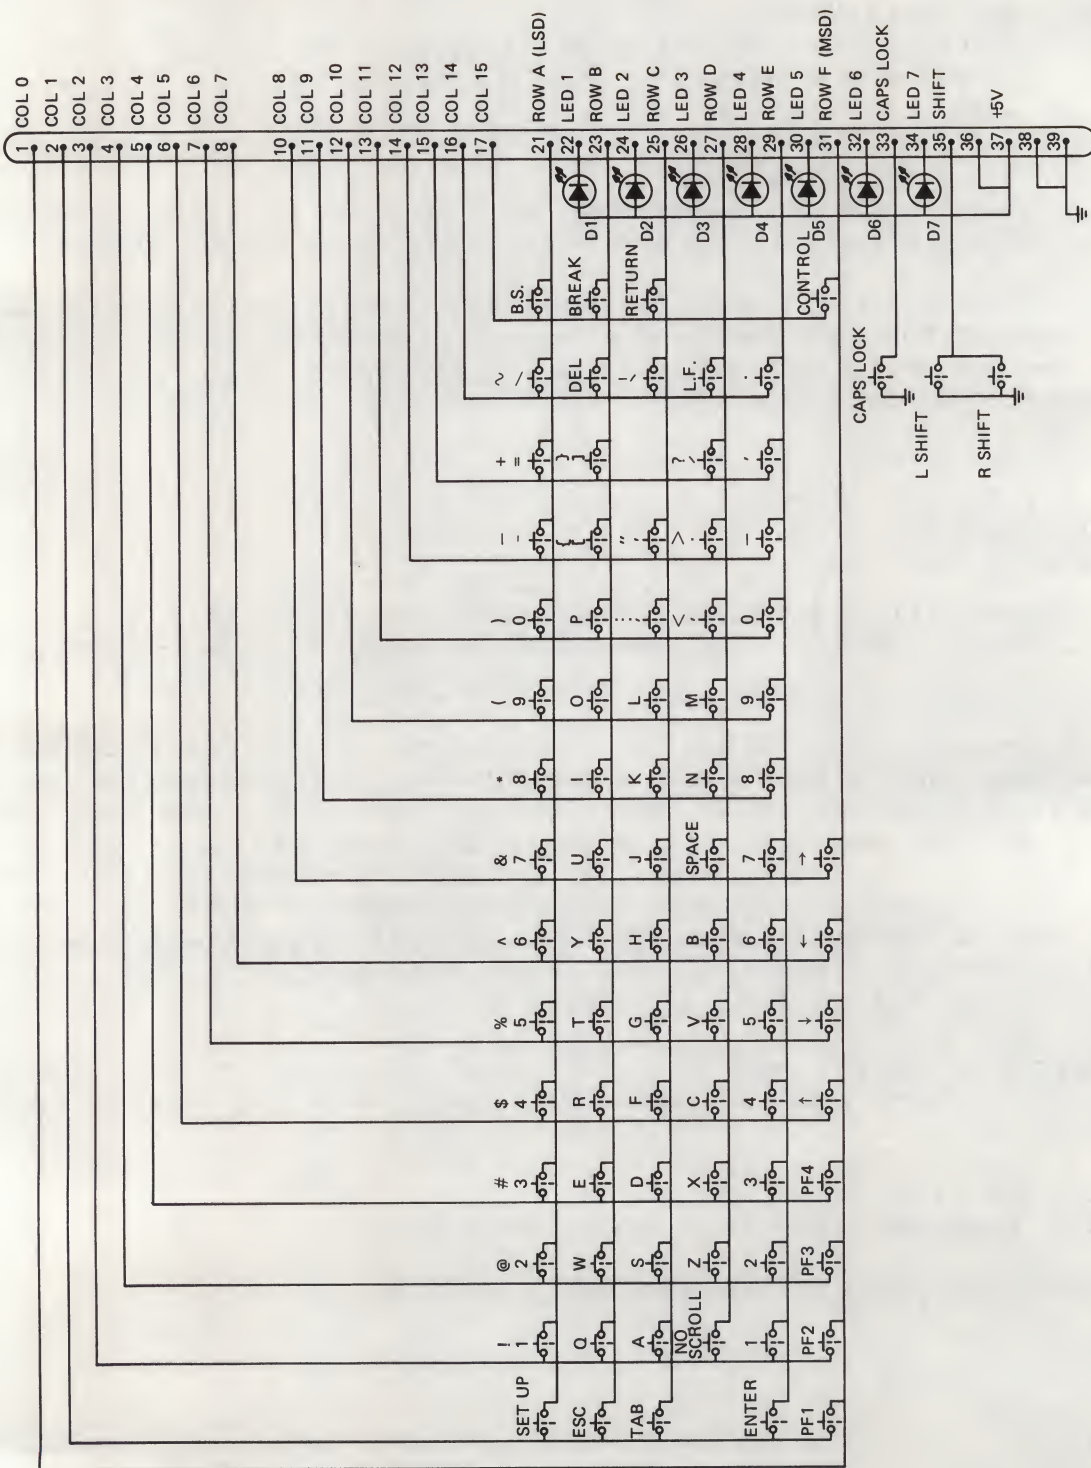 1 COL 0
2 COL 1
3 COL 2
4 COL 3
5 COL 4
6 COL 5
7 COL 6
8 COL 7
10 COL 8
11 COL 9
12 COL 10
13 COL 11
14 COL 12
15 COL 13
16 COL 14
17 COL 15
! @ # $ % ^ & * ( ) _ + ~
SET UP 1 2 3 4 5 6 7 8 9 0 - = B.S. 21 ROW A (LSD)
22 LED 1
{ }
ESC Q W E R T Y U I O P [ ] DEL BREAK D1 23 ROW B
24 LED 2
: " |
TAB A S D F G H J K L ; ' \ RETURN D2 25 ROW C
26 LED 3
NO < > ?
SCROLL Z X C V B SPACE N M , . / L.F. D3 27 ROW D
28 LED 4
ENTER 1 2 3 4 5 6 7 8 9 0 - , . D4 29 ROW E
30 LED 5
PF1 PF2 PF3 PF4 ↑ ↓ ← → CONTROL D5 31 ROW F (MSD)
32 LED 6
CAPS LOCK D6 33 CAPS LOCK
34 LED 7
L SHIFT D7 35 SHIFT
36
R SHIFT 37 +5V
38
39